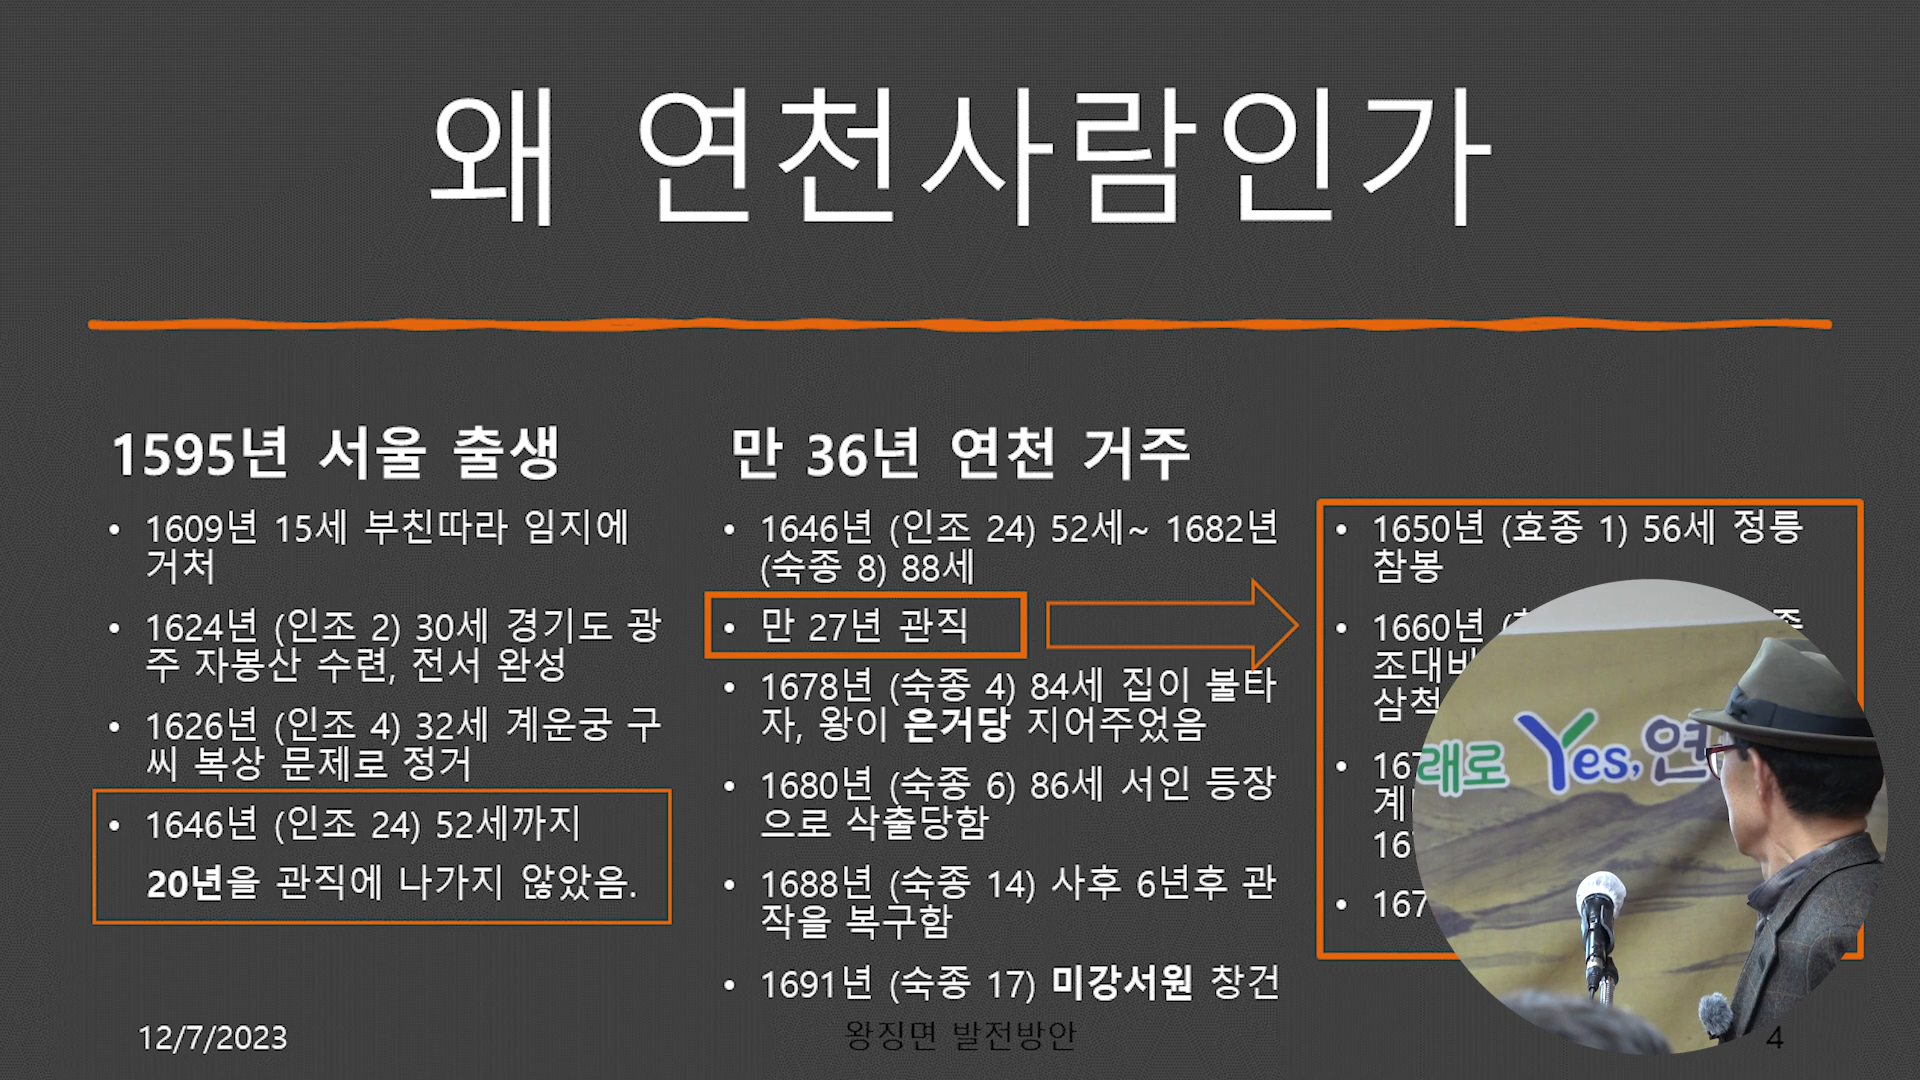 왜 연천사람인가
1595년 서울 출생
• 1609년 15세 부친따라 임지에
거처
• 1624년 (인조 2) 30세 경기도 광
주 자봉산 수련, 전서 완성
• 1626년 (인조 4) 32세 계운궁 구
씨 복상 문제로 정거
• 1646년 (인조 24) 52세까지
20년을 관직에 나가지 않았음.
만 36년 연천 거주
• 1646년 (인조 24) 52세~ 1682년
(숙종 8) 88세
• 만 27년 관직
• 1678년 (숙종 4) 84세 집이 불타
자, 왕이 은거당 지어주었음
• 1680년 (숙종 6) 86세 서인 등장
으로 삭출당함
• 1688년 (숙종 14) 사후 6년후 관
작을 복구함
• 1691년 (숙종 17) 미강서원 창건
• 1650년 (효종 1) 56세 정릉
참봉
• 1660년
조대비
삼척
래로 Yes, 연
12/7/2023
왕징면 발전방안
4